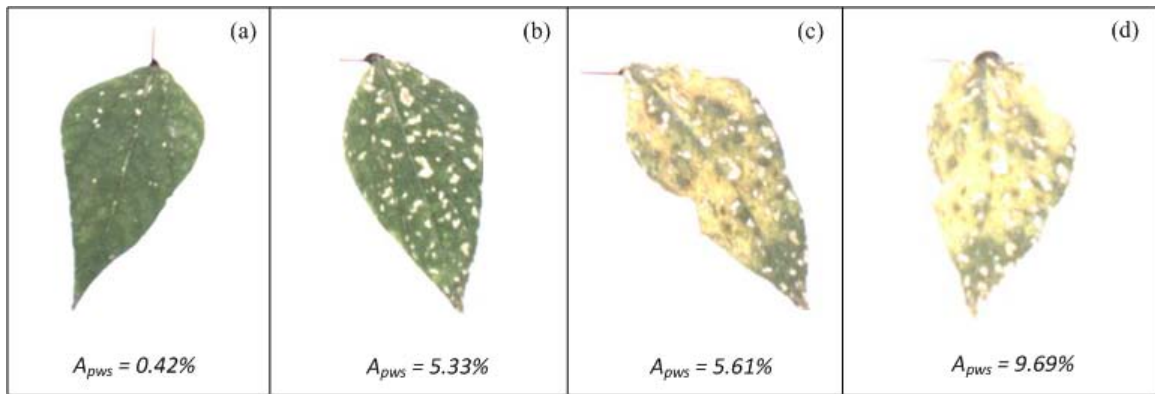 (a)
(b)
(c)
(d)
Apws = 0.42%
Apws = 5.33%
Apws = 5.61%
Apws = 9.69%